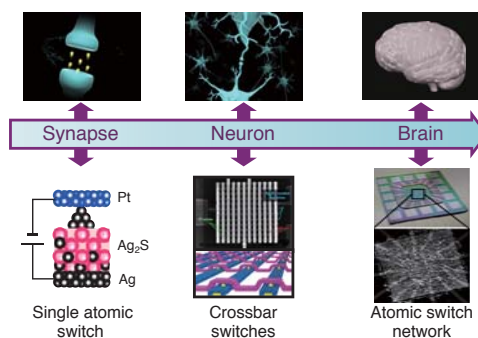 Synapse
Neuron
Brain
Pt
Ag₂S
Ag
Single atomic
switch
Crossbar
switches
Atomic switch
network